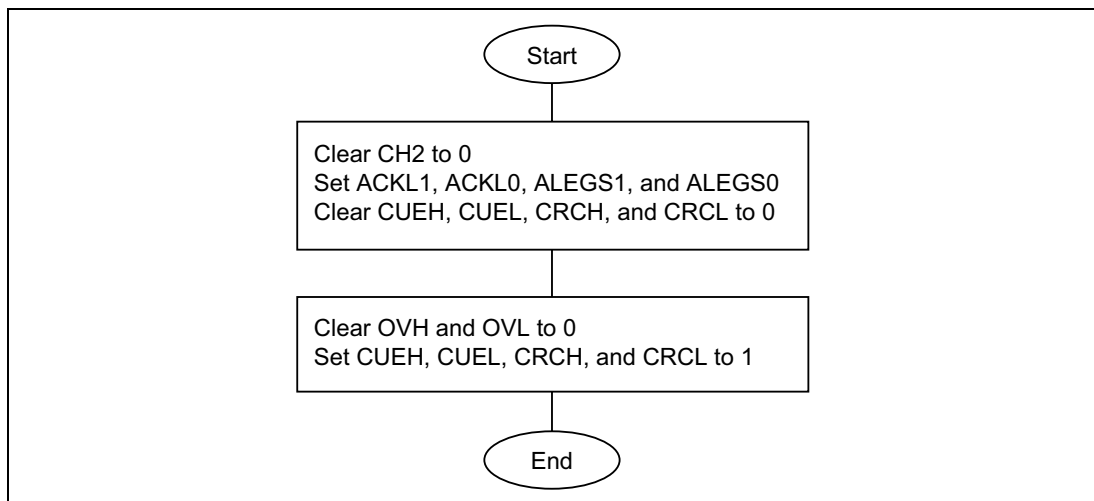 Start
Clear CH2 to 0
Set ACKL1, ACKL0, ALEGS1, and ALEGS0
Clear CUEH, CUEL, CRCH, and CRCL to 0
Clear OVH and OVL to 0
Set CUEH, CUEL, CRCH, and CRCL to 1
End